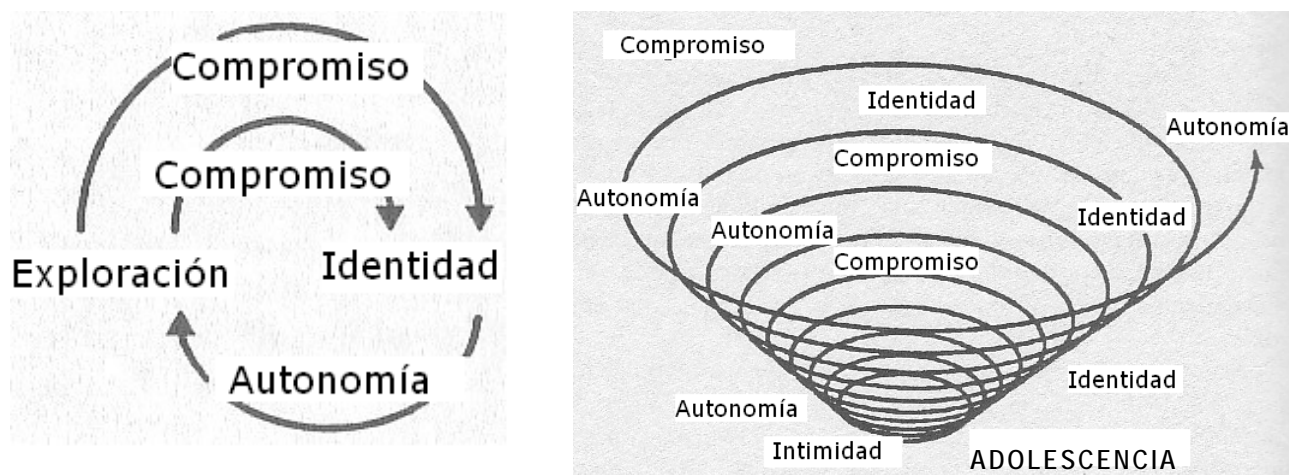 Compromiso
Compromiso
Exploración
Identidad
Autonomía
Compromiso
Identidad
Autonomía
Compromiso
Autonomía
Identidad
Autonomía
Compromiso
Identidad
Autonomía
Intimidad
ADOLESCENCIA